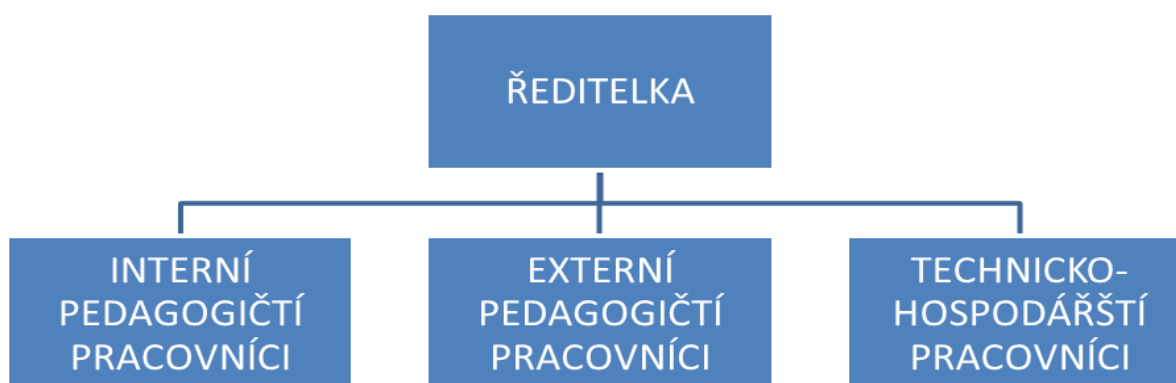 ŘEDITELKA
INTERNÍ
PEDAGOGIČTÍ
PRACOVNÍCI
EXTERNÍ
PEDAGOGIČTÍ
PRACOVNÍCI
TECHNICKO-
HOSPODÁŘŠTÍ
PRACOVNÍCI